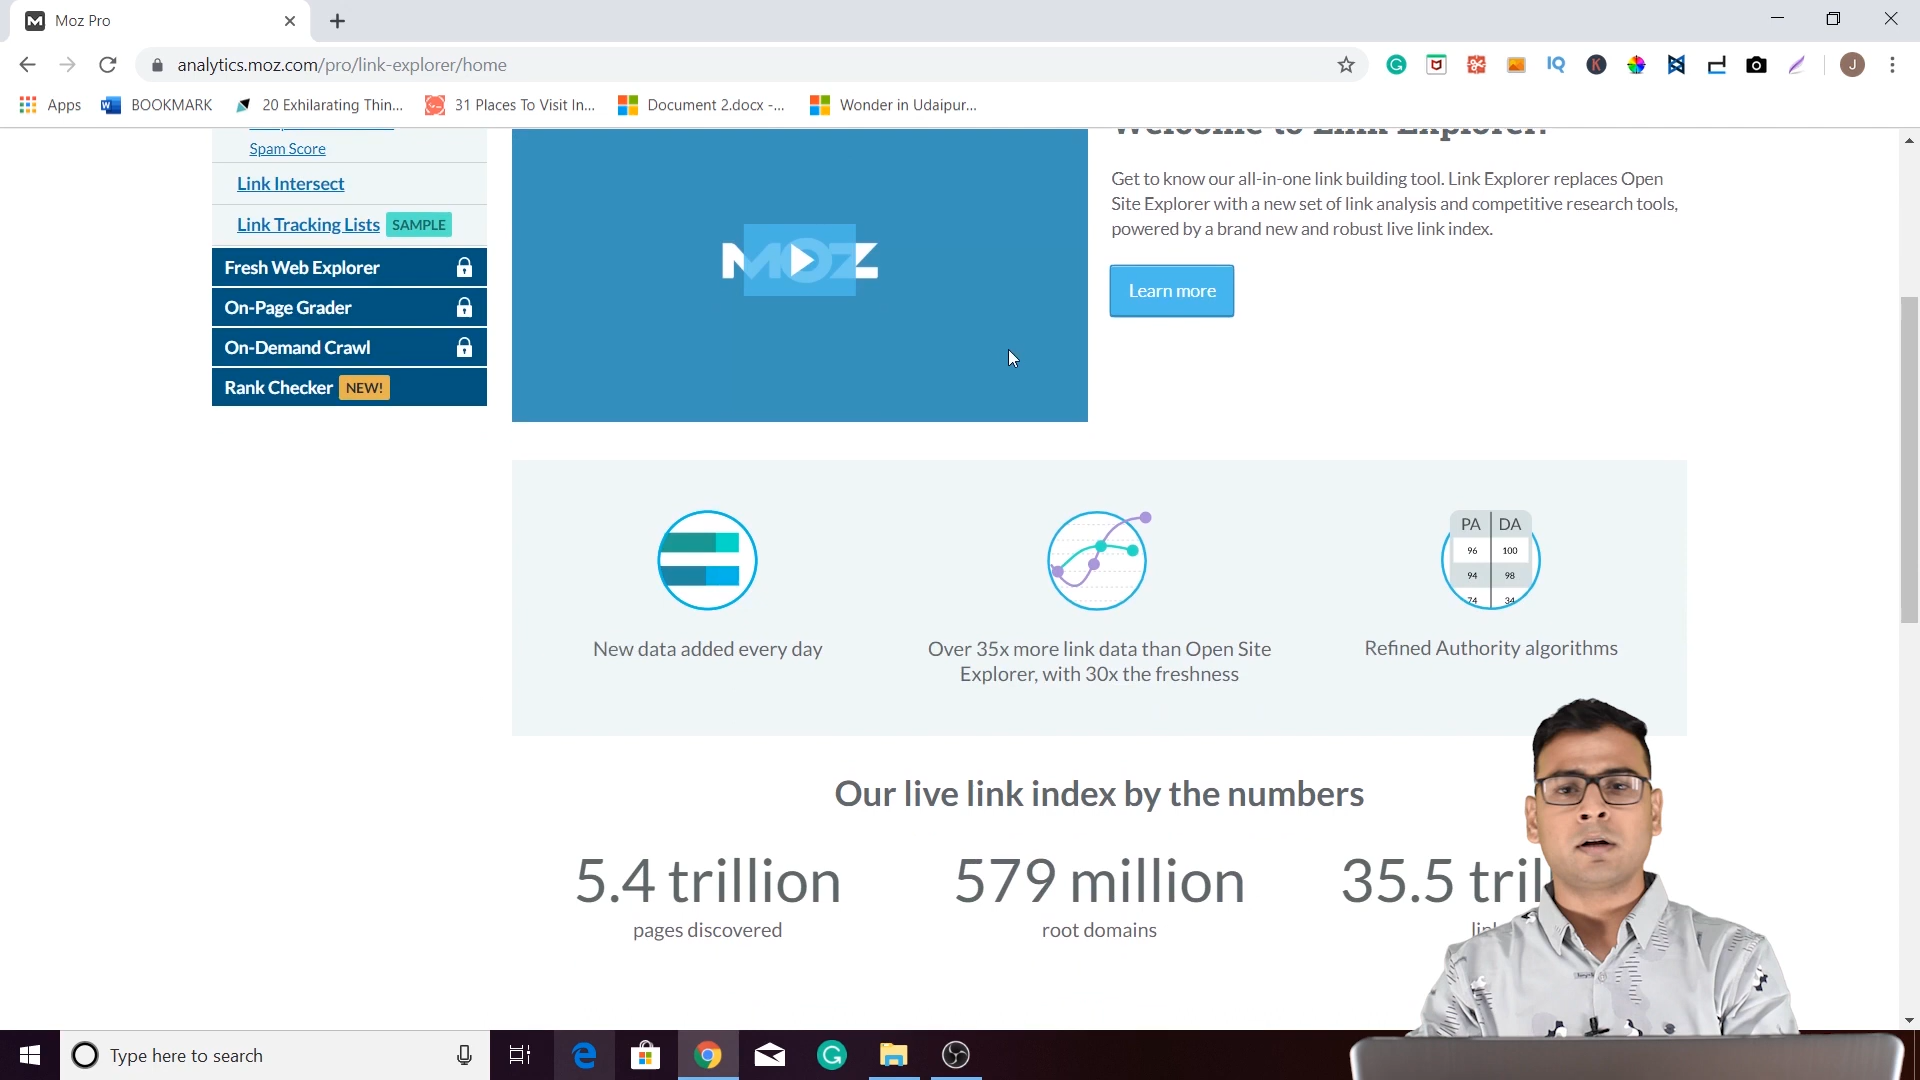 Moz Pro
analytics.moz.com/pro/link-explorer/home
Apps BOOKMARK 20 Exhilarating Thin... 31 Places To Visit In... Document 2.docx -... Wonder in Udaipur...
Spam Score
Link Intersect
Link Tracking Lists SAMPLE
Fresh Web Explorer
On-Page Grader
On-Demand Crawl
Rank Checker NEW!
MOZ
Welcome to Link Explorer!
Get to know our all-in-one link building tool. Link Explorer replaces Open
Site Explorer with a new set of link analysis and competitive research tools,
powered by a brand new and robust live link index.
Learn more
PA DA
96 100
94 98
74 34
New data added every day
Over 35x more link data than Open Site
Explorer, with 30x the freshness
Refined Authority algorithms
Our live link index by the numbers
5.4 trillion
pages discovered
579 million
root domains
35.5
Type here to search